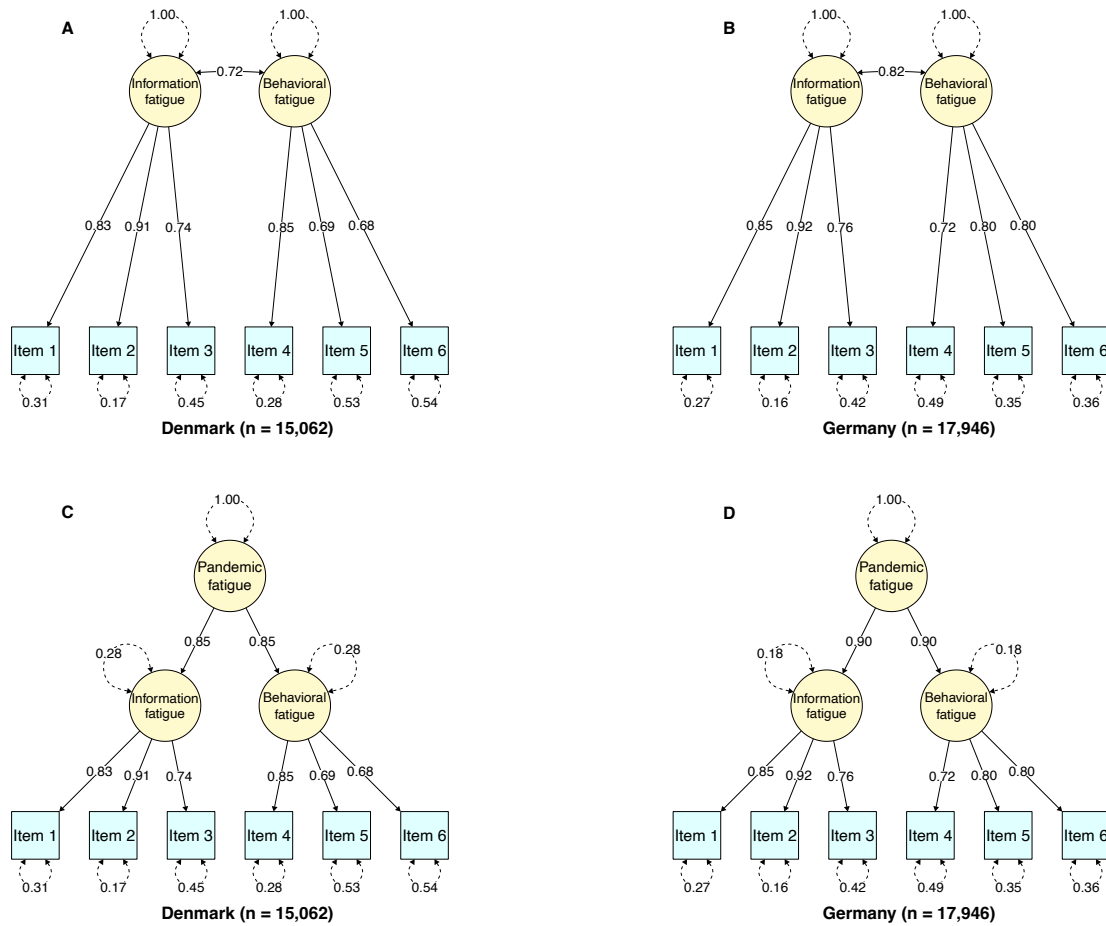 A
1.00
1.00
Information
fatigue
0.72
Behavioral
fatigue
0.83
0.91
0.74
0.85
0.69
0.68
Item 1
Item 2
Item 3
Item 4
Item 5
Item 6
0.31
0.17
0.45
0.28
0.53
0.54
Denmark (n = 15,062)
B
1.00
1.00
Information
fatigue
0.82
Behavioral
fatigue
0.85
0.92
0.76
0.72
0.80
0.80
Item 1
Item 2
Item 3
Item 4
Item 5
Item 6
0.27
0.16
0.42
0.49
0.35
0.36
Germany (n = 17,946)
C
1.00
Pandemic
fatigue
0.85
0.85
0.28
0.28
Information
fatigue
Behavioral
fatigue
0.83
0.91
0.74
0.85
0.69
0.68
Item 1
Item 2
Item 3
Item 4
Item 5
Item 6
0.31
0.17
0.45
0.28
0.53
0.54
Denmark (n = 15,062)
D
1.00
Pandemic
fatigue
0.90
0.90
0.18
0.18
Information
fatigue
Behavioral
fatigue
0.85
0.92
0.76
0.72
0.80
0.80
Item 1
Item 2
Item 3
Item 4
Item 5
Item 6
0.27
0.16
0.42
0.49
0.35
0.36
Germany (n = 17,946)